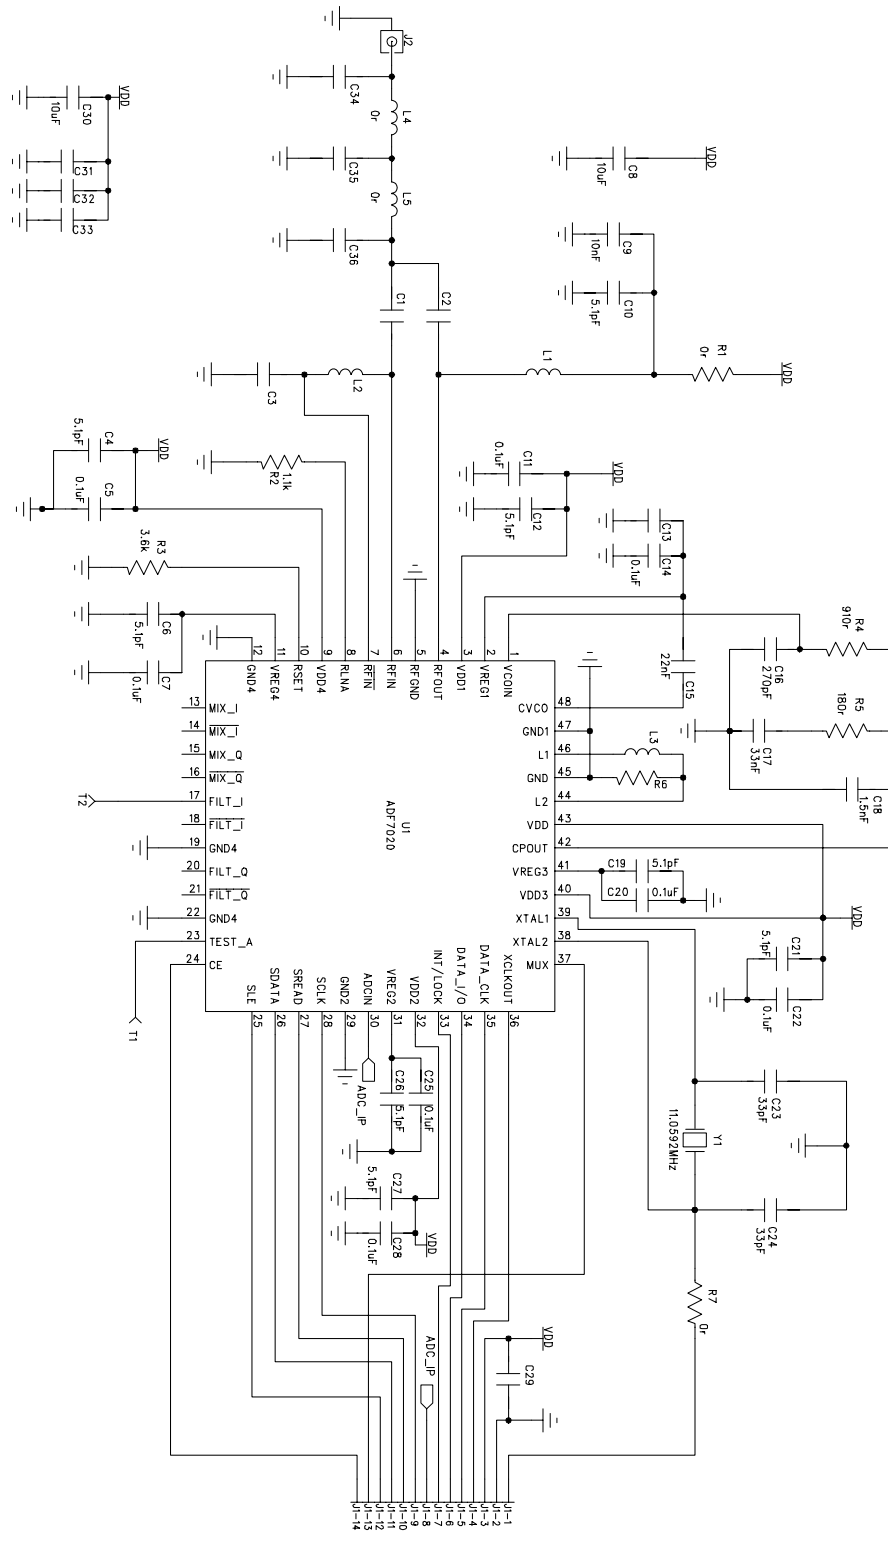 J2
C34
L4
0r
C35
L5
0r
C36
VDD
C30
10uF
C31
C32
C33
VDD
C8
10uF
C9
10nF
C10
5.1pF
R1
0r
VDD
C1
C2
L1
L2
C3
C4
5.1pF
VDD
C5
0.1uF
R2
1.1k
C11
0.1uF
VDD
C12
5.1pF
C13
C14
0.1uF
R3
3.6k
C6
5.1pF
C7
0.1uF
C15
22nF
C16
270pF
R4
910r
R5
180r
C17
33nF
C18
1.5nF
12 GND4
11 VREG4
10 RSET
9 VDD4
8 RLNA
7 RFIN
6 RFIN
5 RFGND
4 RFOUT
3 VDD1
2 VREG1
1 VCOIN
13 MIX_I
14 MIX_I
15 MIX_Q
16 MIX_Q
17 FILT_I
18 FILT_I
19 GND4
20 FILT_Q
21 FILT_Q
22 GND4
23 TEST_A
24 CE
T2
T1
U1
ADF7020
CVCO 48
GND1 47
L1 46
GND 45
L2 44
VDD 43
CPOUT 42
VREG3 41
VDD3 40
XTAL1 39
XTAL2 38
MUX 37
L3
R6
C19 5.1pF
C20 0.1uF
VDD
C21
5.1pF
C22
0.1uF
SLE 25
SDATA 26
SREAD 27
SCLK 28
GND2 29
ADCIN 30
VREG2 31
VDD2 32
INT/LOCK 33
DATA_I/O 34
DATA_CLK 35
XCLKOUT 36
ADC_IP
C26
5.1pF
C25
0.1uF
C27
5.1pF
C28
0.1uF
VDD
C23
33pF
Y1
11.0592MHz
C24
33pF
R7
0r
ADC_IP
VDD
C29
J1-14
J1-13
J1-12
J1-11
J1-10
J1-9
J1-8
J1-7
J1-6
J1-5
J1-4
J1-3
J1-2
J1-1